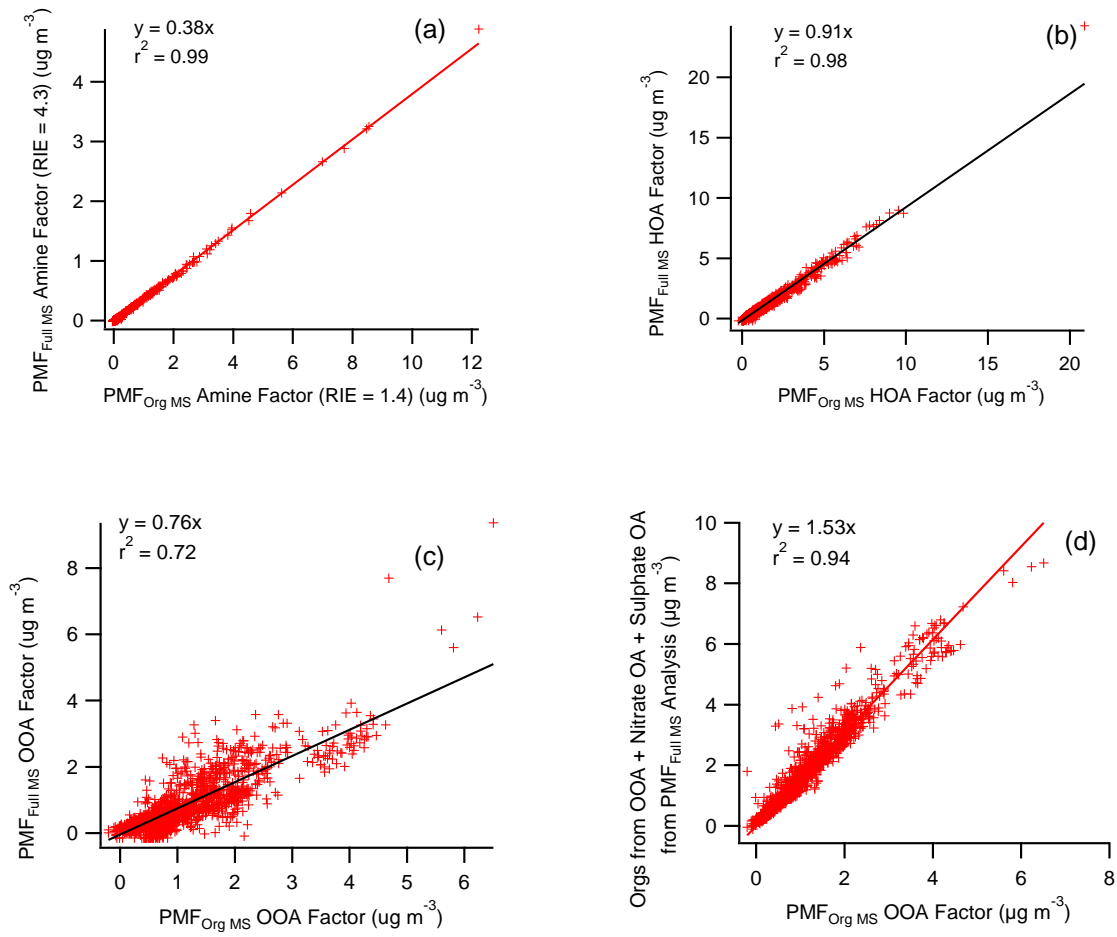 y = 0.38x
r² = 0.99
(a)
PMF_Full MS Amine Factor (RIE = 4.3) (ug m⁻³)
4
3
2
1
0
0 2 4 6 8 10 12
PMF_Org MS Amine Factor (RIE = 1.4) (ug m⁻³)
y = 0.91x
r² = 0.98
(b)
PMF_Full MS HOA Factor (ug m⁻³)
20
15
10
5
0
0 5 10 15 20
PMF_Org MS HOA Factor (ug m⁻³)
y = 0.76x
r² = 0.72
(c)
PMF_Full MS OOA Factor (ug m⁻³)
8
6
4
2
0
0 1 2 3 4 5 6
PMF_Org MS OOA Factor (ug m⁻³)
y = 1.53x
r² = 0.94
(d)
Orgs from OOA + Nitrate OA + Sulphate OA
from PMF_Full MS Analysis (µg m⁻³)
10
8
6
4
2
0
0 2 4 6 8
PMF_Org MS OOA Factor (µg m⁻³)